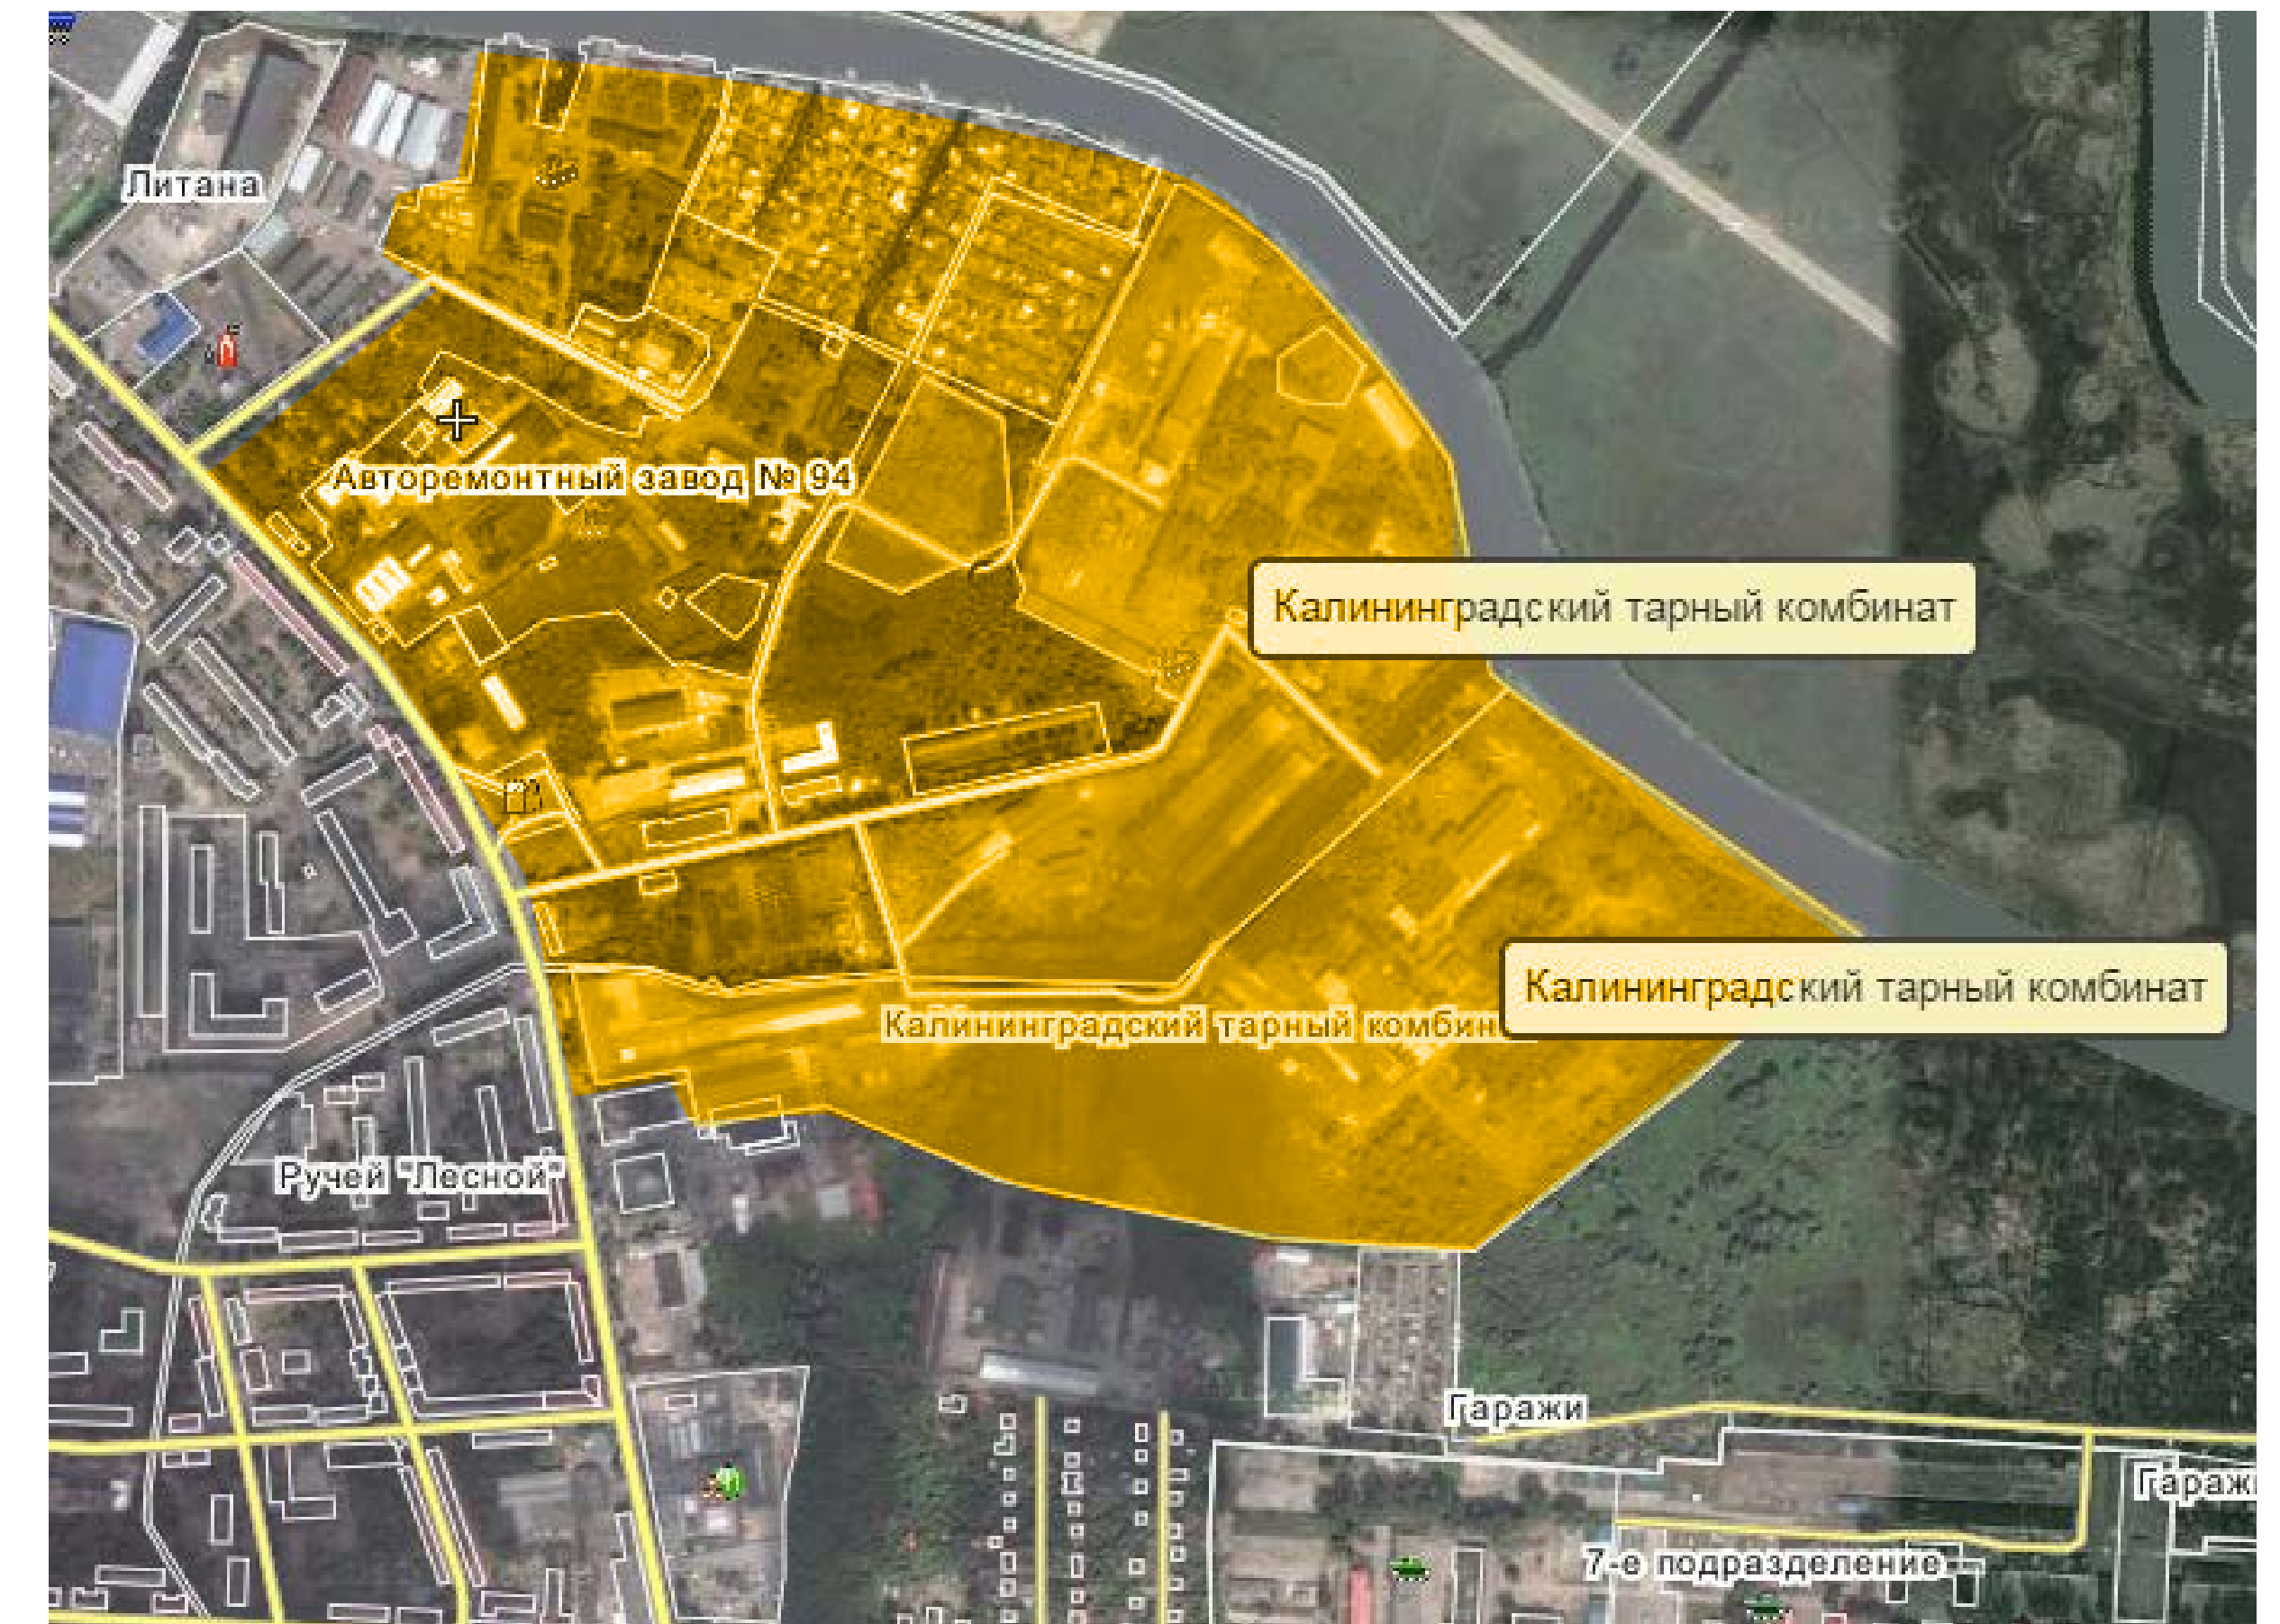 Литана
Авторемонтный завод № 94
Калининградский тарный комбинат
Калининградский тарный комбинат
Калининградский тарный
Ручей "Лесной"
Гаражи
Гаражи
7-е подразделение